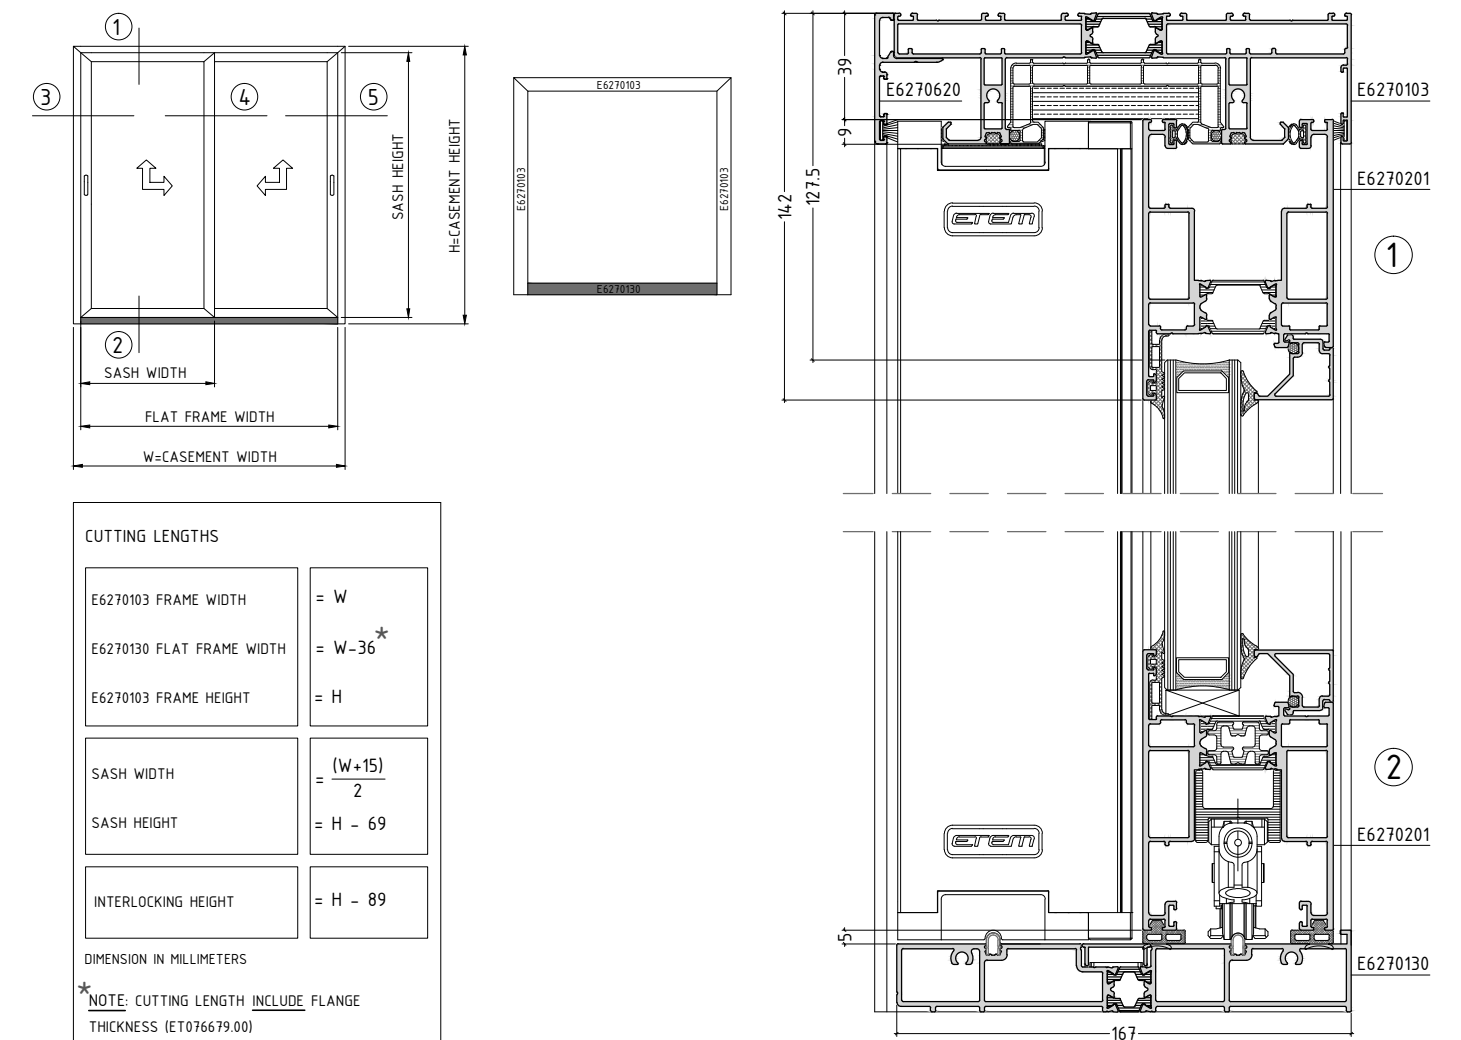 1
3
4
5
SASH HEIGHT
H=CASEMENT HEIGHT
2
SASH WIDTH
FLAT FRAME WIDTH
W=CASEMENT WIDTH
E6270103
E6270103
E6270103
E6270130
CUTTING LENGTHS
E6270103 FRAME WIDTH = W
E6270130 FLAT FRAME WIDTH = W-36*
E6270103 FRAME HEIGHT = H
SASH WIDTH = (W+15)
2
SASH HEIGHT = H - 69
INTERLOCKING HEIGHT = H - 89
DIMENSION IN MILLIMETERS
*NOTE: CUTTING LENGTH INCLUDE FLANGE
THICKNESS (ET076679.00)
39
9
142
127.5
E6270620
E6270103
E6270201
ETEM
1
2
ETEM
E6270201
5
E6270130
167